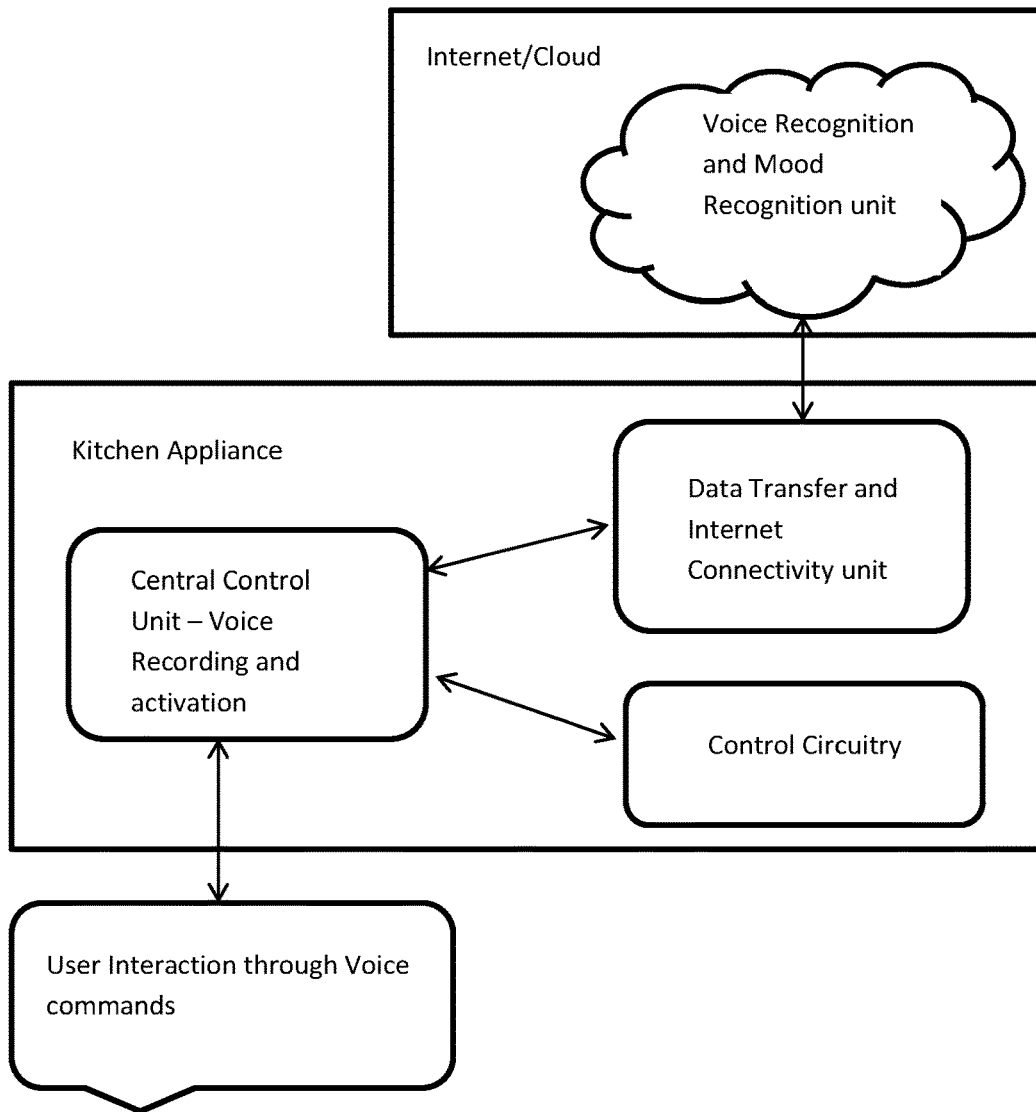 Internet/Cloud
Voice Recognition
and Mood
Recognition unit
Kitchen Appliance
Data Transfer and
Internet
Connectivity unit
Central Control
Unit – Voice
Recording and
activation
Control Circuitry
User Interaction through Voice
commands